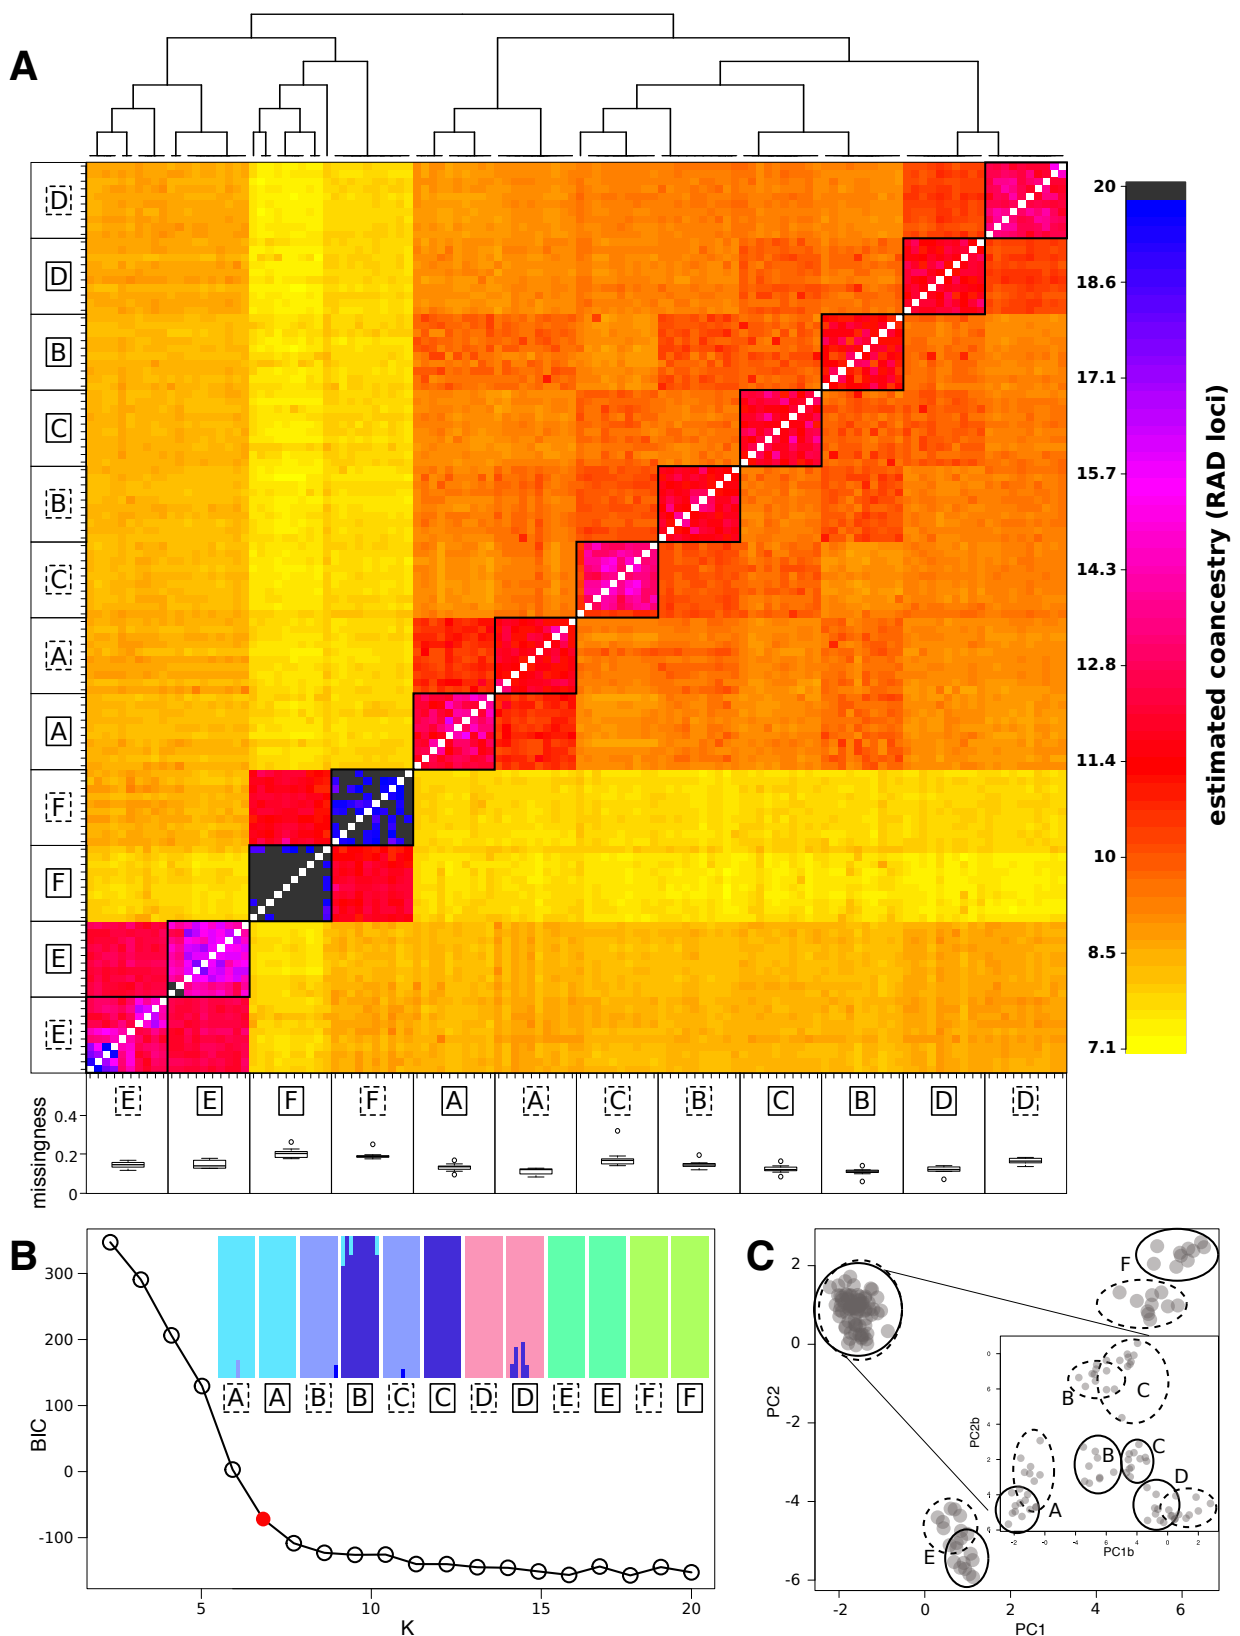 A
D
D
B
C
B
C
A
A
F
F
E
E
20
18.6
17.1
15.7
14.3
12.8
11.4
10
8.5
7.1
estimated coancestry (RAD loci)
E E F F A A C B C B D D
missingness
0.4
0.2
0
B
300
200
100
0
-100
BIC
A A B B C C D D E E F F
5 10 15 20
K
C
2
0
-2
-4
-6
PC2
F
E
B
C
B
C
D
A
PC2b
PC1b
-2 0 2 4 6
PC1